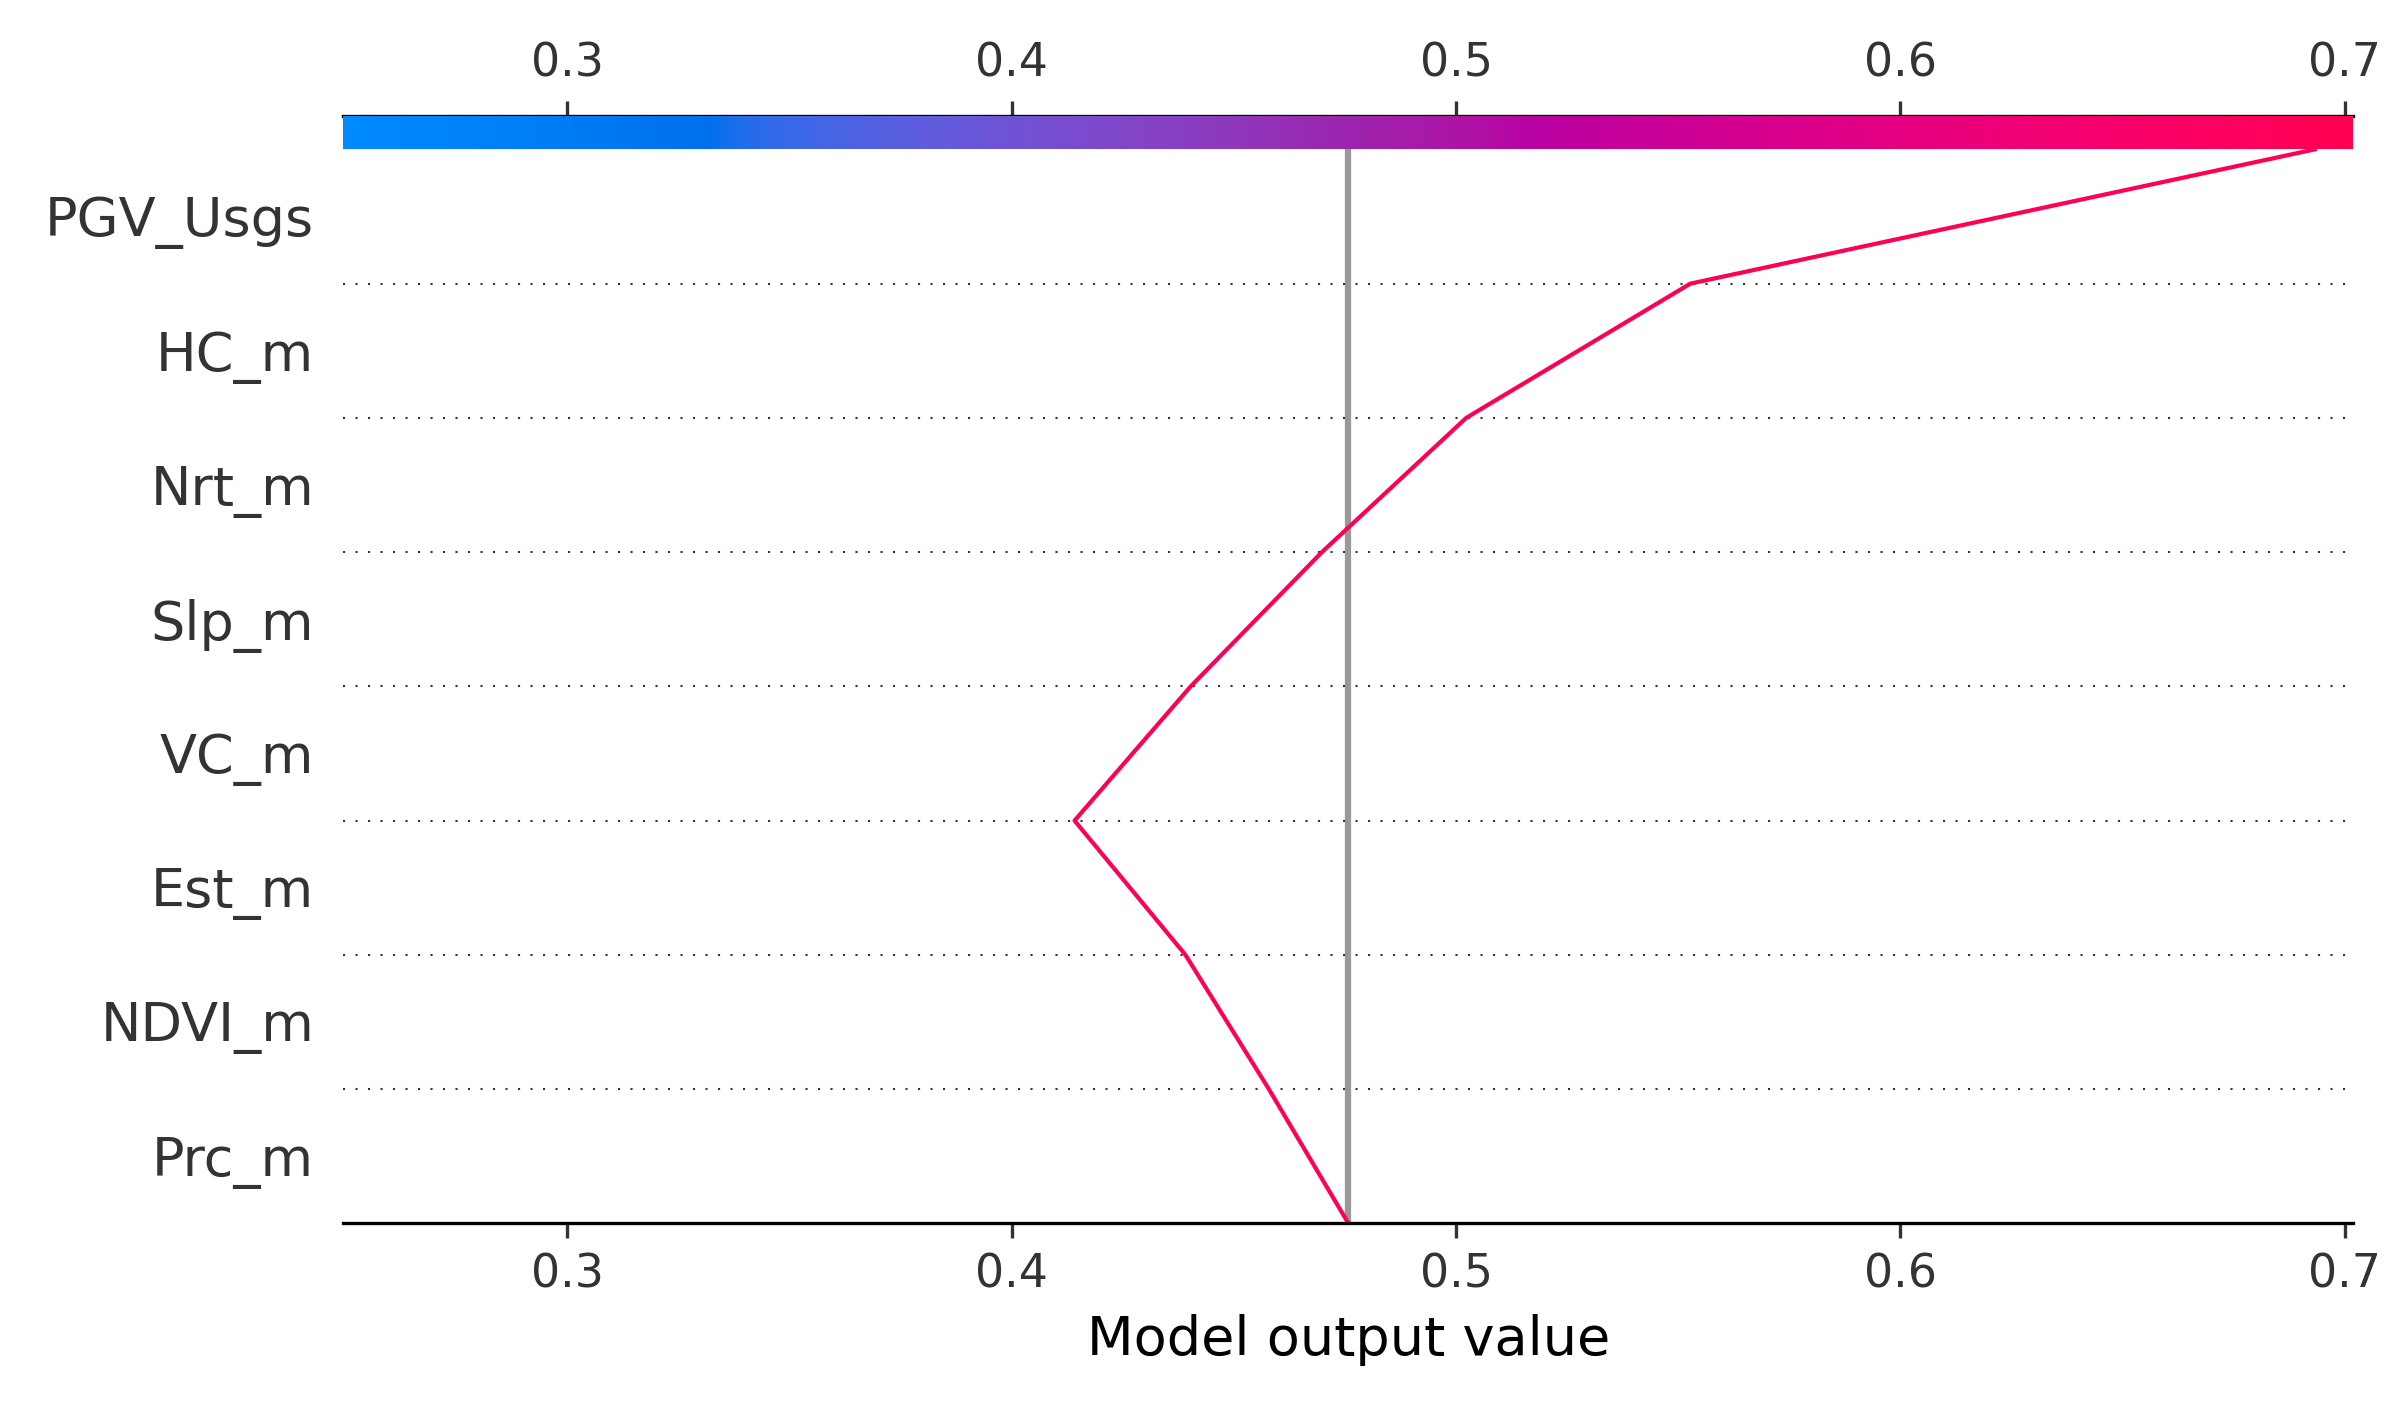 0.3 0.4 0.5 0.6 0.7
PGV_Usgs
HC_m
Nrt_m
Slp_m
VC_m
Est_m
NDVI_m
Prc_m
0.3 0.4 0.5 0.6 0.7
Model output value